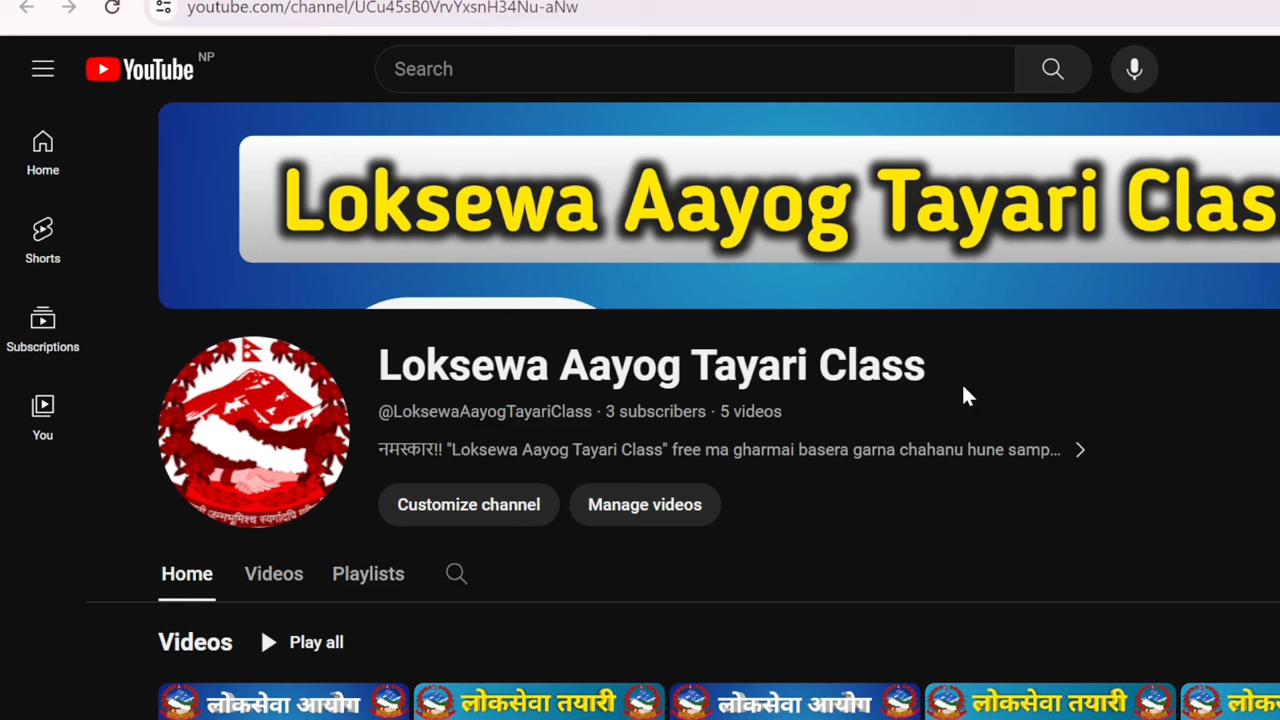 youtube.com/channel/UCu45sB0VrvYxsnH34Nu-aNw
YouTube NP
Search
Loksewa Aayog Tayari Clas
Home
Shorts
Subscriptions
You
Loksewa Aayog Tayari Class
@LoksewaAayogTayariClass · 3 subscribers · 5 videos
नमस्कार!! "Loksewa Aayog Tayari Class" free ma gharmai basera garna chahanu hune samp...
Customize channel
Manage videos
Home
Videos
Playlists
Videos
Play all
लोकसेवा आयोग
लोकसेवा तयारी
लोकसेवा आयोग
लोकसेवा तयारी